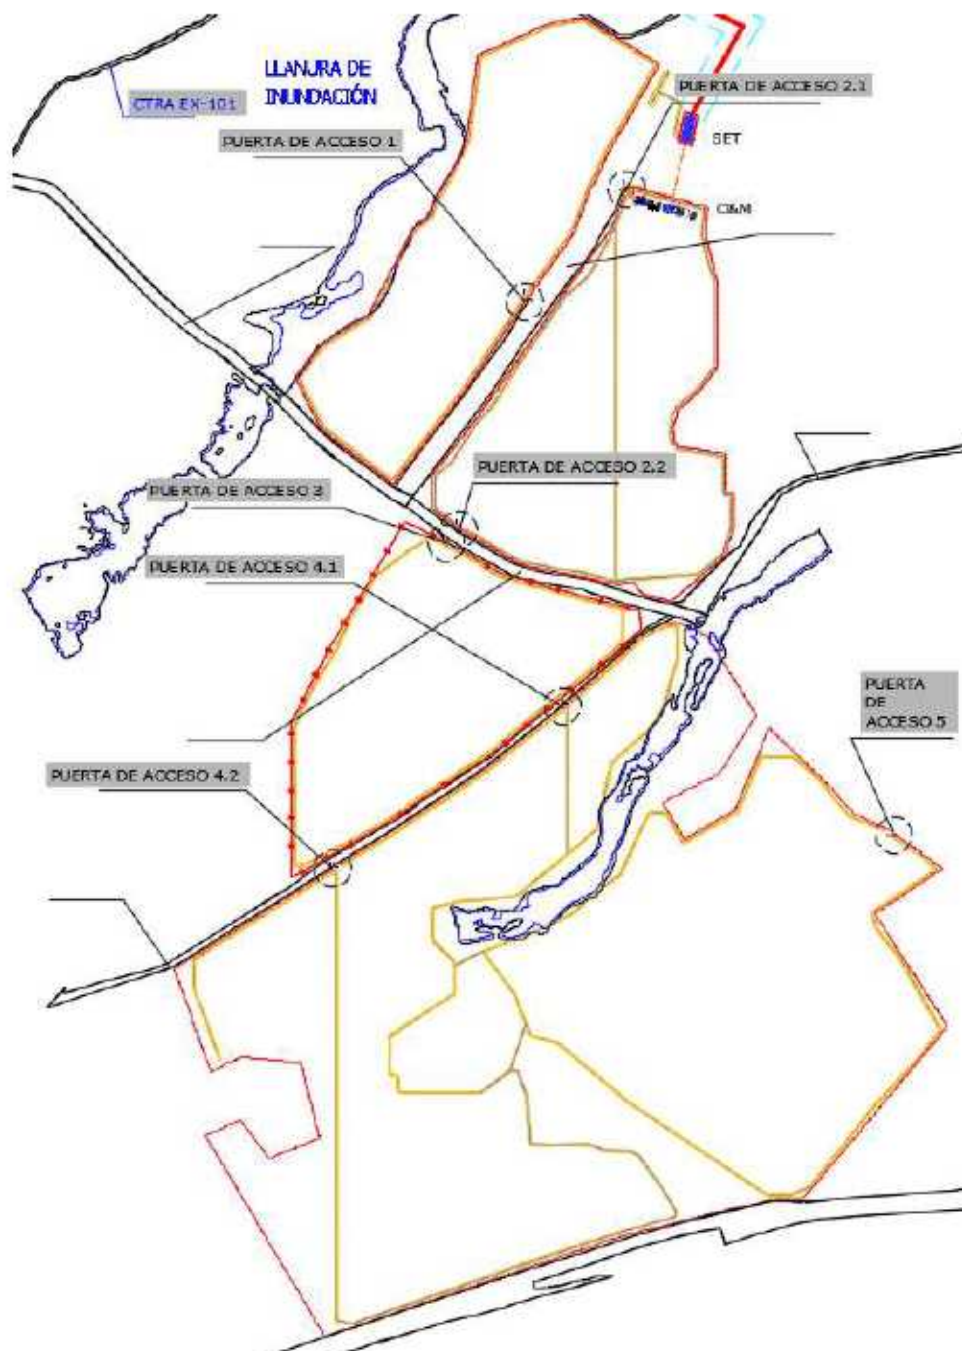 LLANURA DE
INUNDACIÓN
PUERTA DE ACCESO 2.1
CTRA EX-101
PUERTA DE ACCESO 1
SET
O&M
PUERTA DE ACCESO 2.2
PUERTA DE ACCESO 3
PUERTA DE ACCESO 4.1
PUERTA
DE
ACCESO 5
PUERTA DE ACCESO 4.2